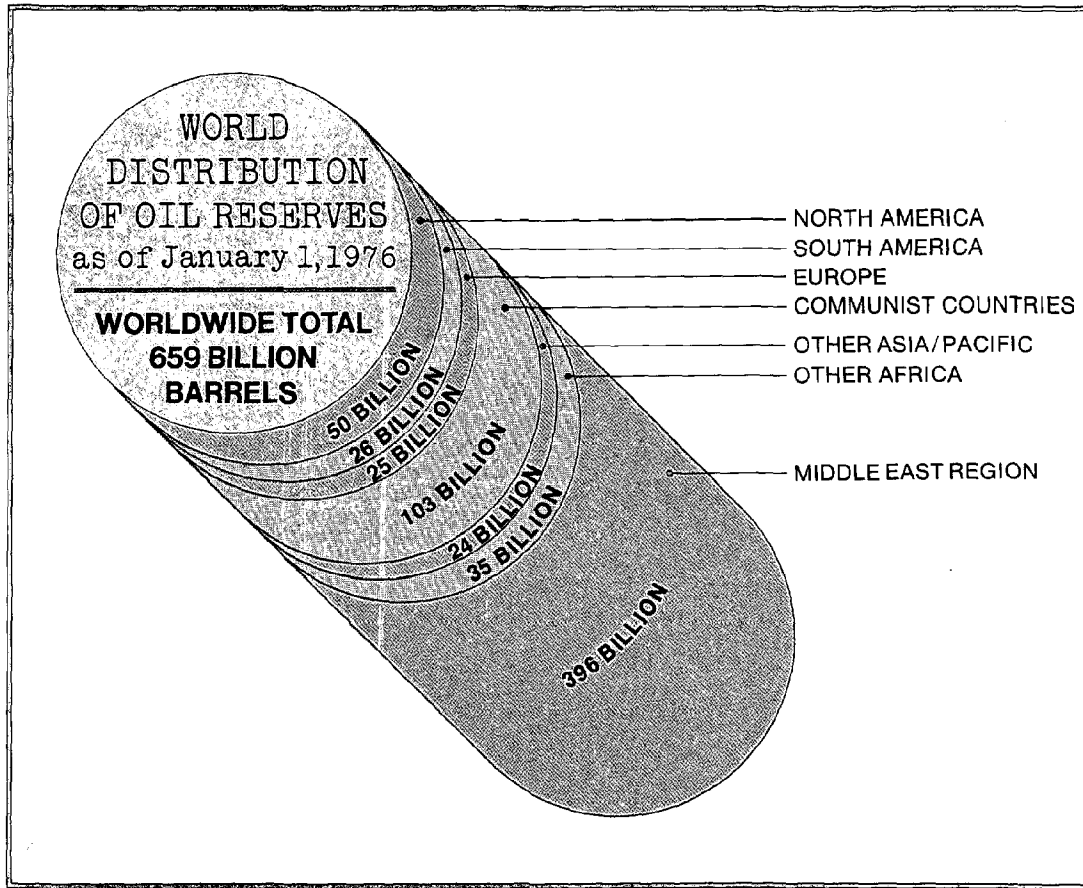 WORLD
DISTRIBUTION
OF OIL RESERVES
as of January 1, 1976
WORLDWIDE TOTAL
659 BILLION
BARRELS
NORTH AMERICA
SOUTH AMERICA
EUROPE
COMMUNIST COUNTRIES
OTHER ASIA/PACIFIC
OTHER AFRICA
MIDDLE EAST REGION
50 BILLION
26 BILLION
25 BILLION
103 BILLION
24 BILLION
35 BILLION
396 BILLION